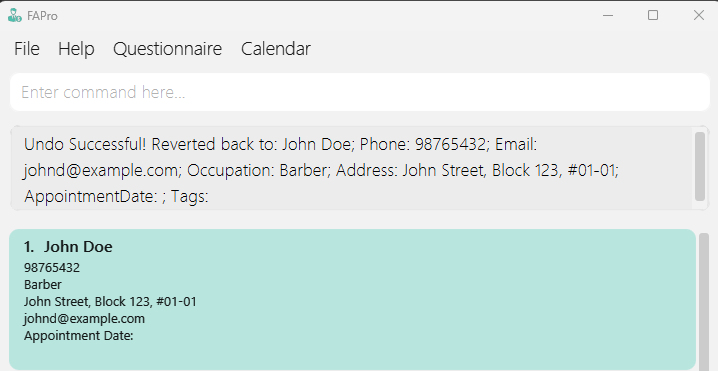 FAPro
File Help Questionnaire Calendar
Enter command here...
Undo Successful! Reverted back to: John Doe; Phone: 98765432; Email:
johnd@example.com; Occupation: Barber; Address: John Street, Block 123, #01-01;
AppointmentDate: ; Tags:
1. John Doe
98765432
Barber
John Street, Block 123, #01-01
johnd@example.com
Appointment Date: